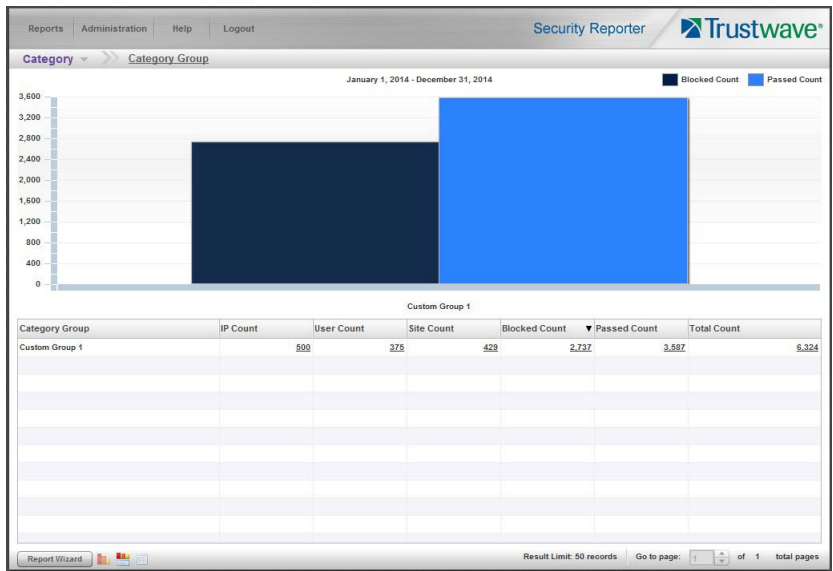 Reports Administration Help Logout
Security Reporter Trustwave®
Category Category Group
January 1, 2014 - December 31, 2014
Blocked Count Passed Count
3,600
3,200
2,800
2,400
2,000
1,600
1,200
800
400
0
Custom Group 1
Category Group IP Count User Count Site Count Blocked Count ▼ Passed Count Total Count
Custom Group 1 500 375 429 2,737 3,587 6,324
Report Wizard Result Limit: 50 records Go to page: 1 of 1 total pages